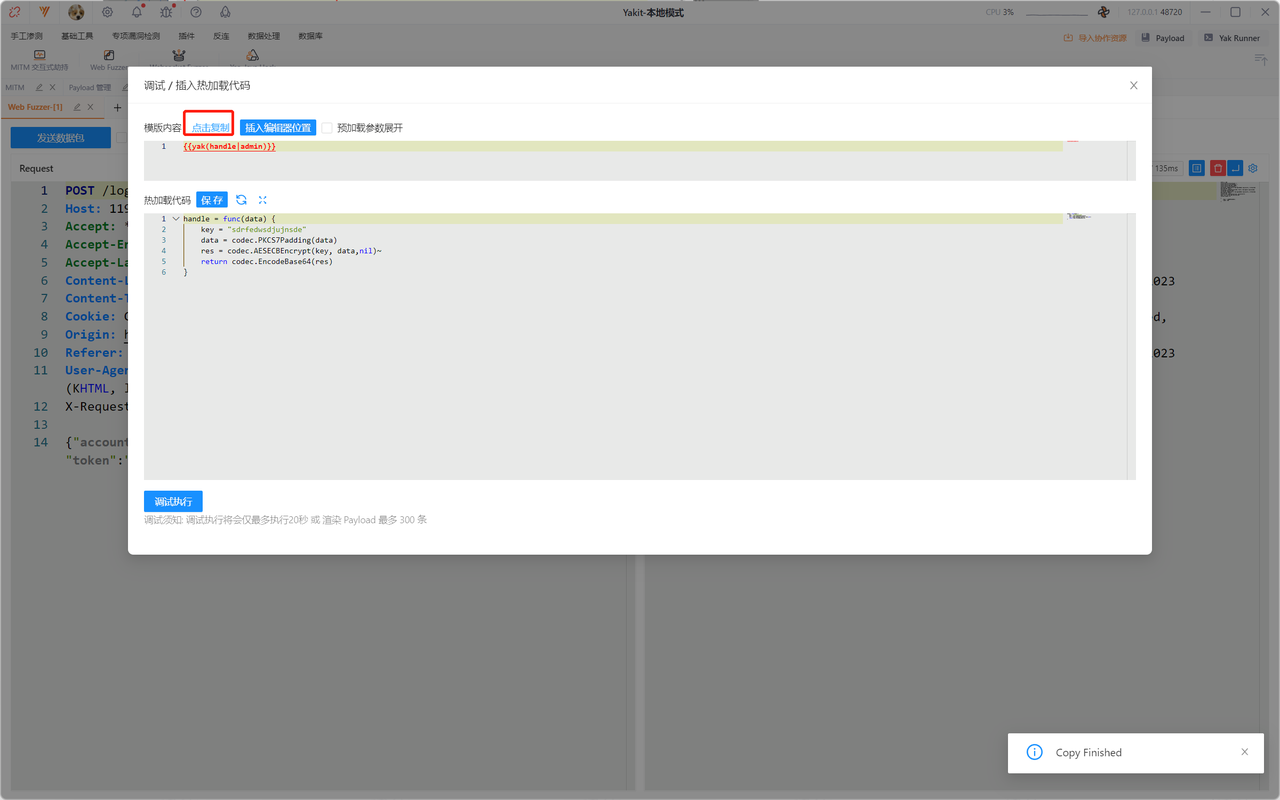 Yakit-本地模式
CPU 3%
127.0.0.1 48720
手工渗透
基础工具
专项漏洞检测
插件
反连
数据处理
数据库
导入协作资源
Payload
Yak Runner
MITM 交互式劫持
Web Fuzzer
MITM
Payload 管理
Web Fuzzer-[1]
调试 / 插入热加载代码
发送数据包
模版内容
点击复制
插入编辑器位置
预加载参数展开
1 {{yak(handle|admin)}}
Request
135ms
热加载代码
保 存
1 handle = func(data) {
2 key = "sdrfedwsdjujnsde"
3 data = codec.PKCS7Padding(data)
4 res = codec.AESECBEncrypt(key, data,nil)~
5 return codec.EncodeBase64(res)
6 }
1 POST /log
2 Host: 119
3 Accept: *
4 Accept-En
5 Accept-La
6 Content-L
7 Content-T
8 Cookie: C
9 Origin: h
10 Referer:
11 User-Agen
(KHTML, l
12 X-Request
13
14 {"account
"token":"
2023
d,
2023
调试执行
调试须知: 调试执行将会仅最多执行20秒 或 渲染 Payload 最多 300 条
Copy Finished